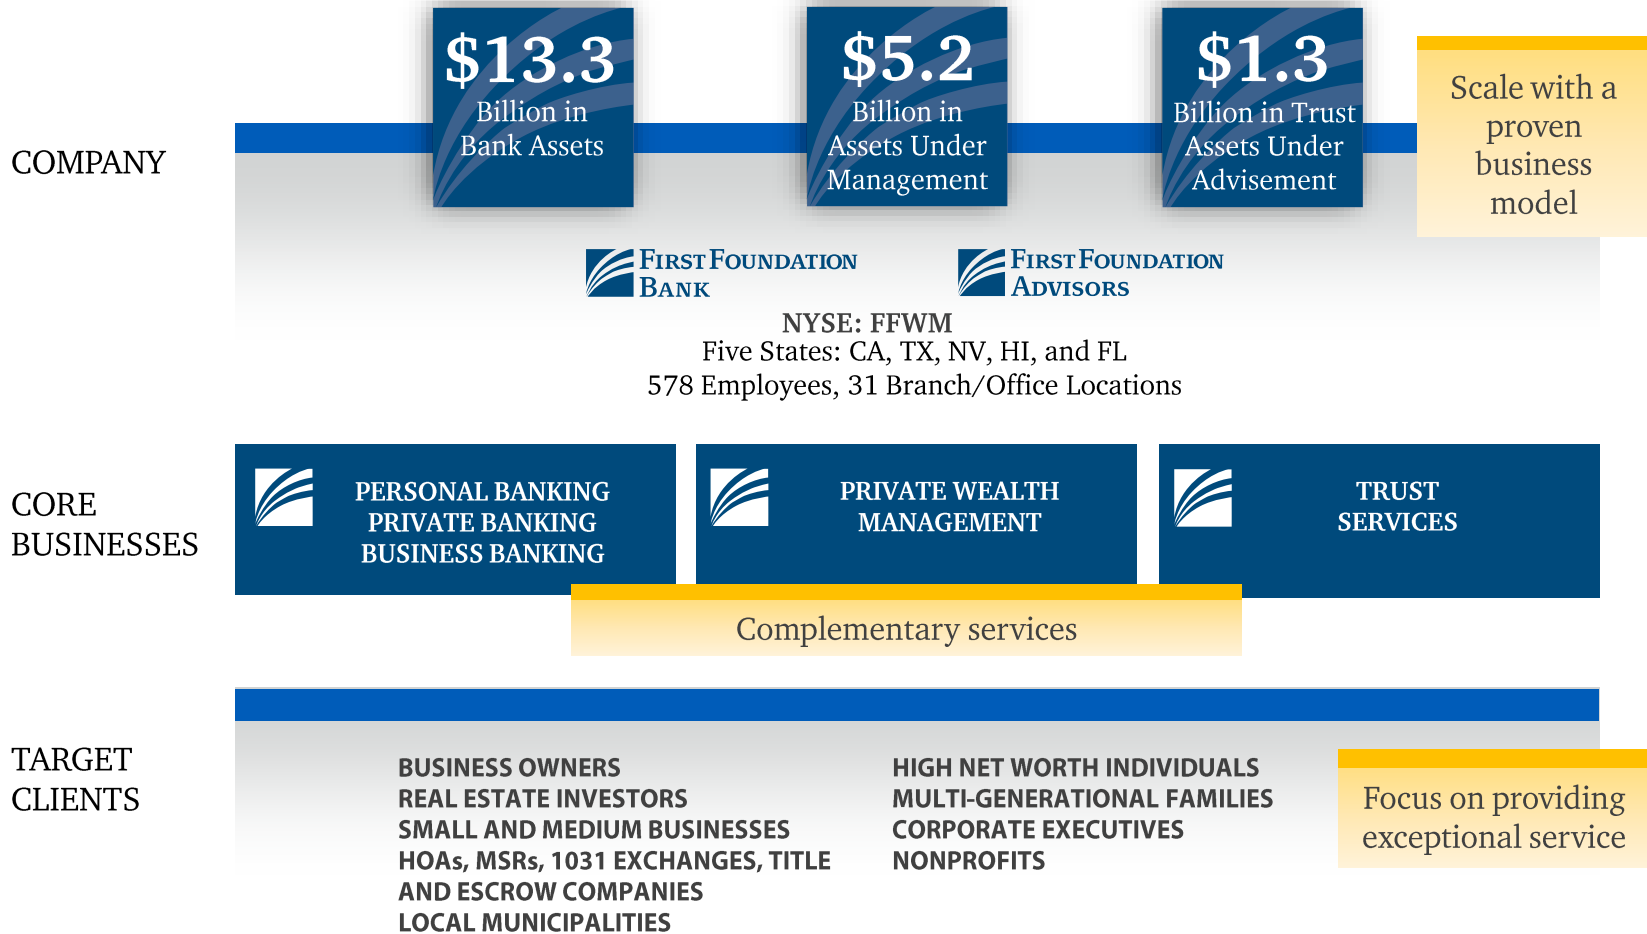 COMPANY
$13.3
Billion in
Bank Assets
$5.2
Billion in
Assets Under
Management
$1.3
Billion in Trust
Assets Under
Advisement
Scale with a
proven
business
model
FIRST FOUNDATION
BANK
FIRST FOUNDATION
ADVISORS
NYSE: FFWM
Five States: CA, TX, NV, HI, and FL
578 Employees, 31 Branch/Office Locations
CORE
BUSINESSES
PERSONAL BANKING
PRIVATE BANKING
BUSINESS BANKING
PRIVATE WEALTH
MANAGEMENT
TRUST
SERVICES
Complementary services
TARGET
CLIENTS
BUSINESS OWNERS
REAL ESTATE INVESTORS
SMALL AND MEDIUM BUSINESSES
HOAs, MSRs, 1031 EXCHANGES, TITLE
AND ESCROW COMPANIES
LOCAL MUNICIPALITIES
HIGH NET WORTH INDIVIDUALS
MULTI-GENERATIONAL FAMILIES
CORPORATE EXECUTIVES
NONPROFITS
Focus on providing
exceptional service